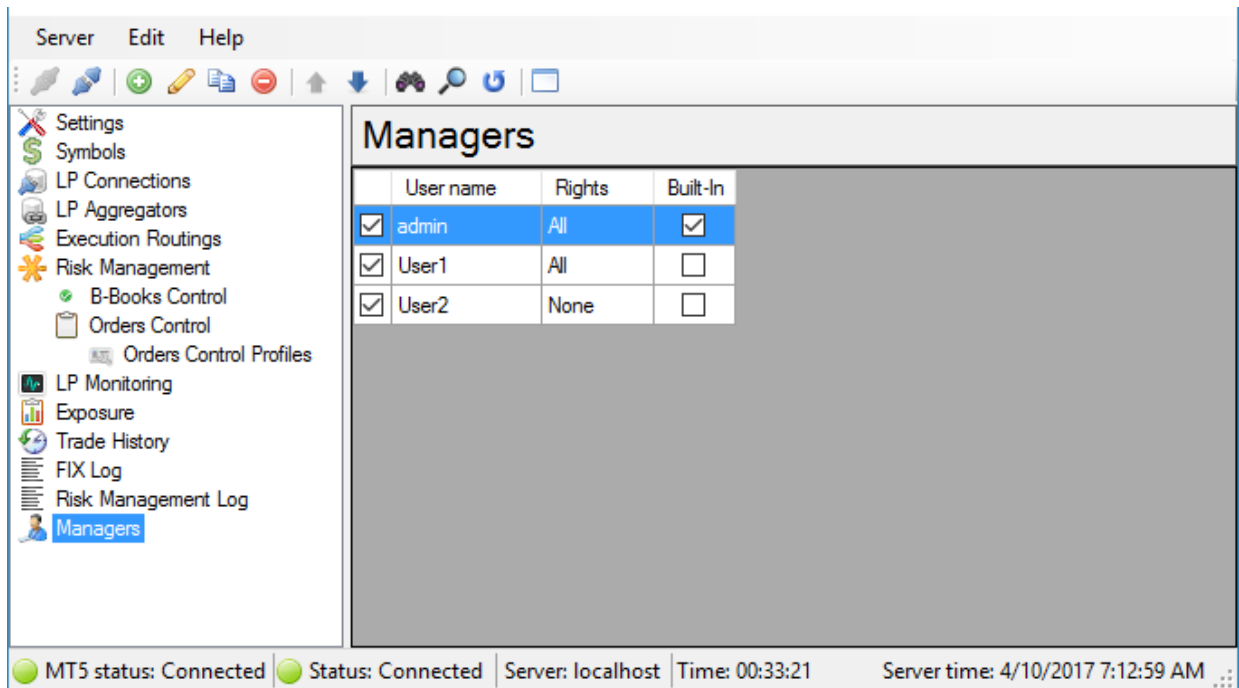 Server Edit Help
Settings
Symbols
LP Connections
LP Aggregators
Execution Routings
Risk Management
B-Books Control
Orders Control
Orders Control Profiles
LP Monitoring
Exposure
Trade History
FIX Log
Risk Management Log
Managers
Managers
User name Rights Built-In
admin All
User1 All
User2 None
MT5 status: Connected Status: Connected Server: localhost Time: 00:33:21 Server time: 4/10/2017 7:12:59 AM